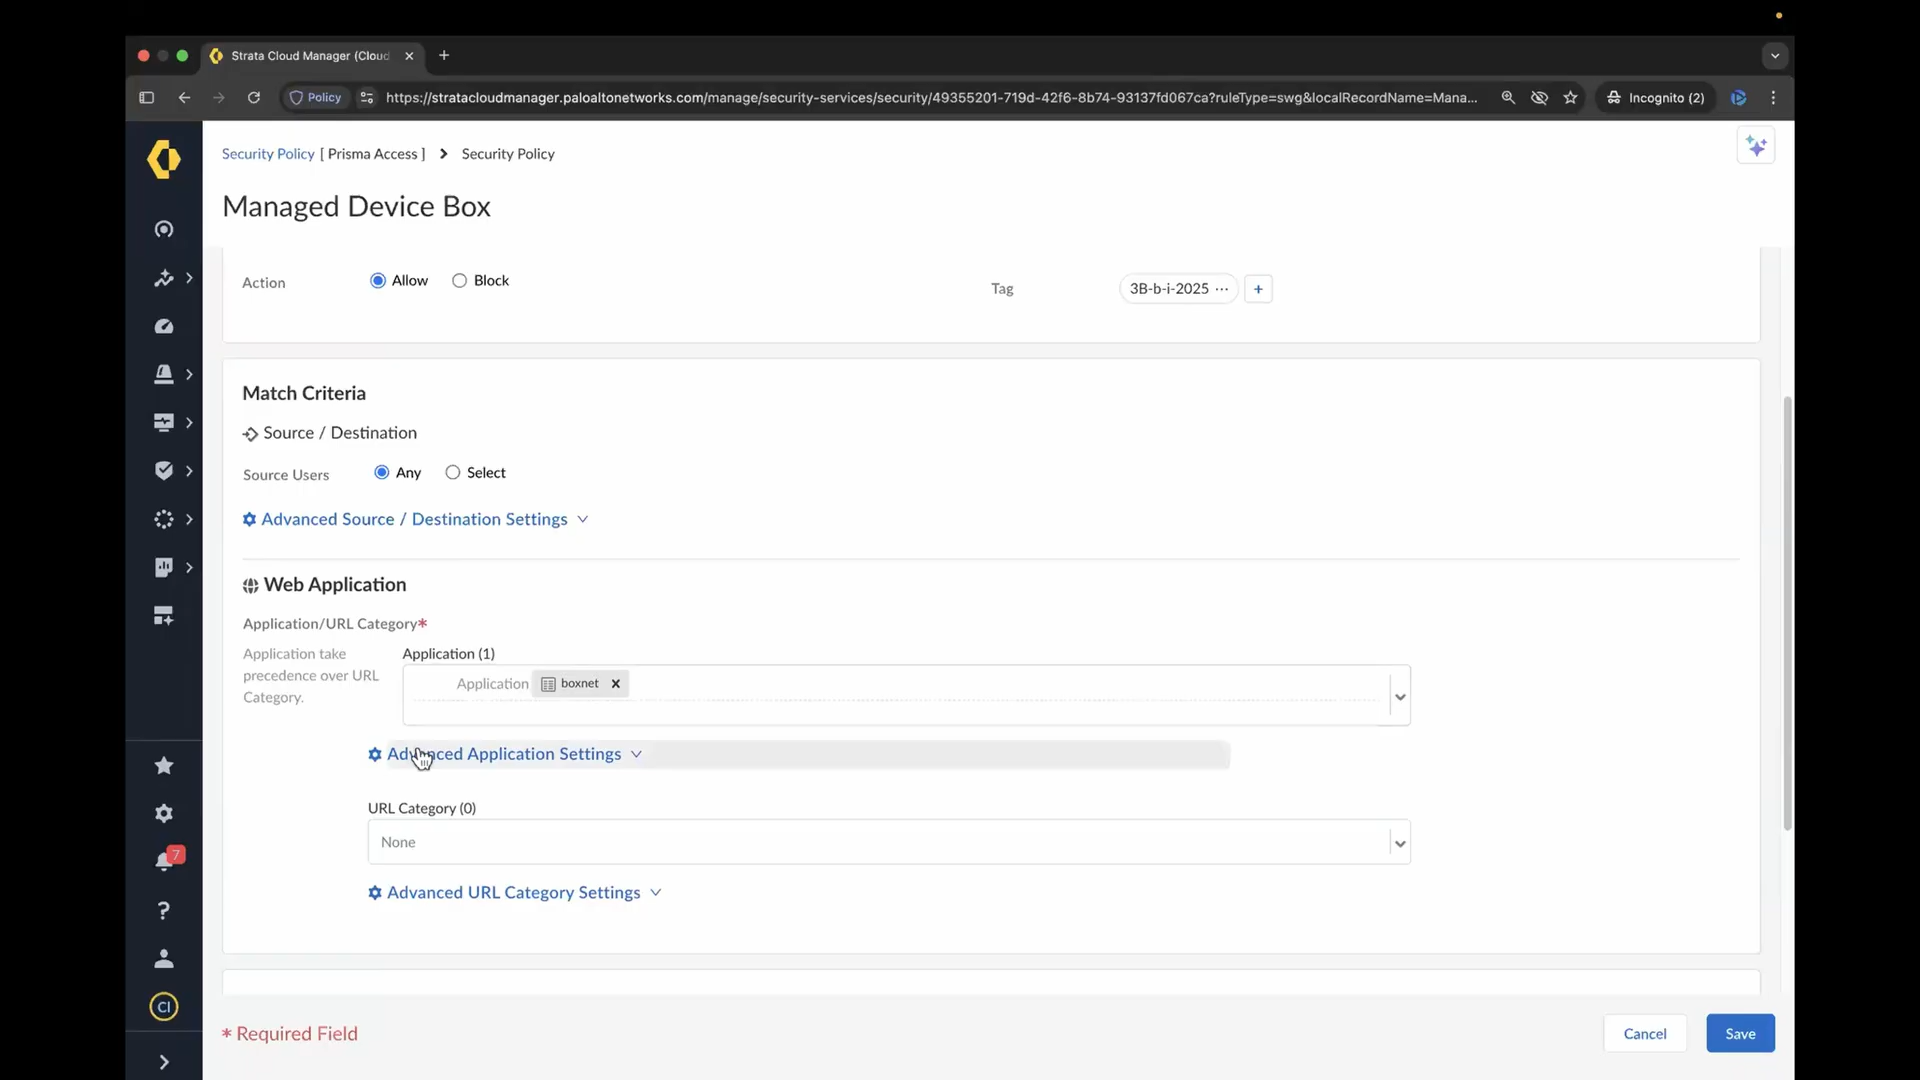 Strata Cloud Manager (Cloud
Policy
https://stratacloudmanager.paloaltonetworks.com/manage/security-services/security/49355201-719d-42f6-8b74-93137fd067ca?ruleType=swg&localRecordName=Mana...
Incognito (2)
Security Policy [ Prisma Access ] > Security Policy
Managed Device Box
Action
Allow
Block
Tag
3B-b-i-2025 ...
+
Match Criteria
Source / Destination
Source Users
Any
Select
Advanced Source / Destination Settings
Web Application
Application/URL Category*
Application take
precedence over URL
Category.
Application (1)
Application boxnet
Advanced Application Settings
URL Category (0)
None
Advanced URL Category Settings
7
CI
* Required Field
Cancel
Save